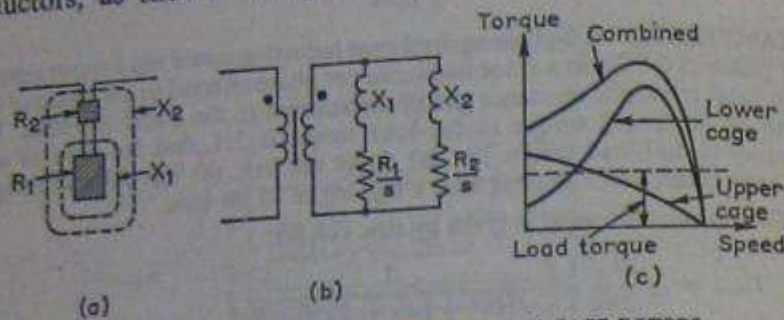 Torque
Combined
R2
X2
R1
X1
X1
X2
R1/s
R2/s
Lower
cage
Upper
cage
Load torque
Speed
(a)
(b)
(c)